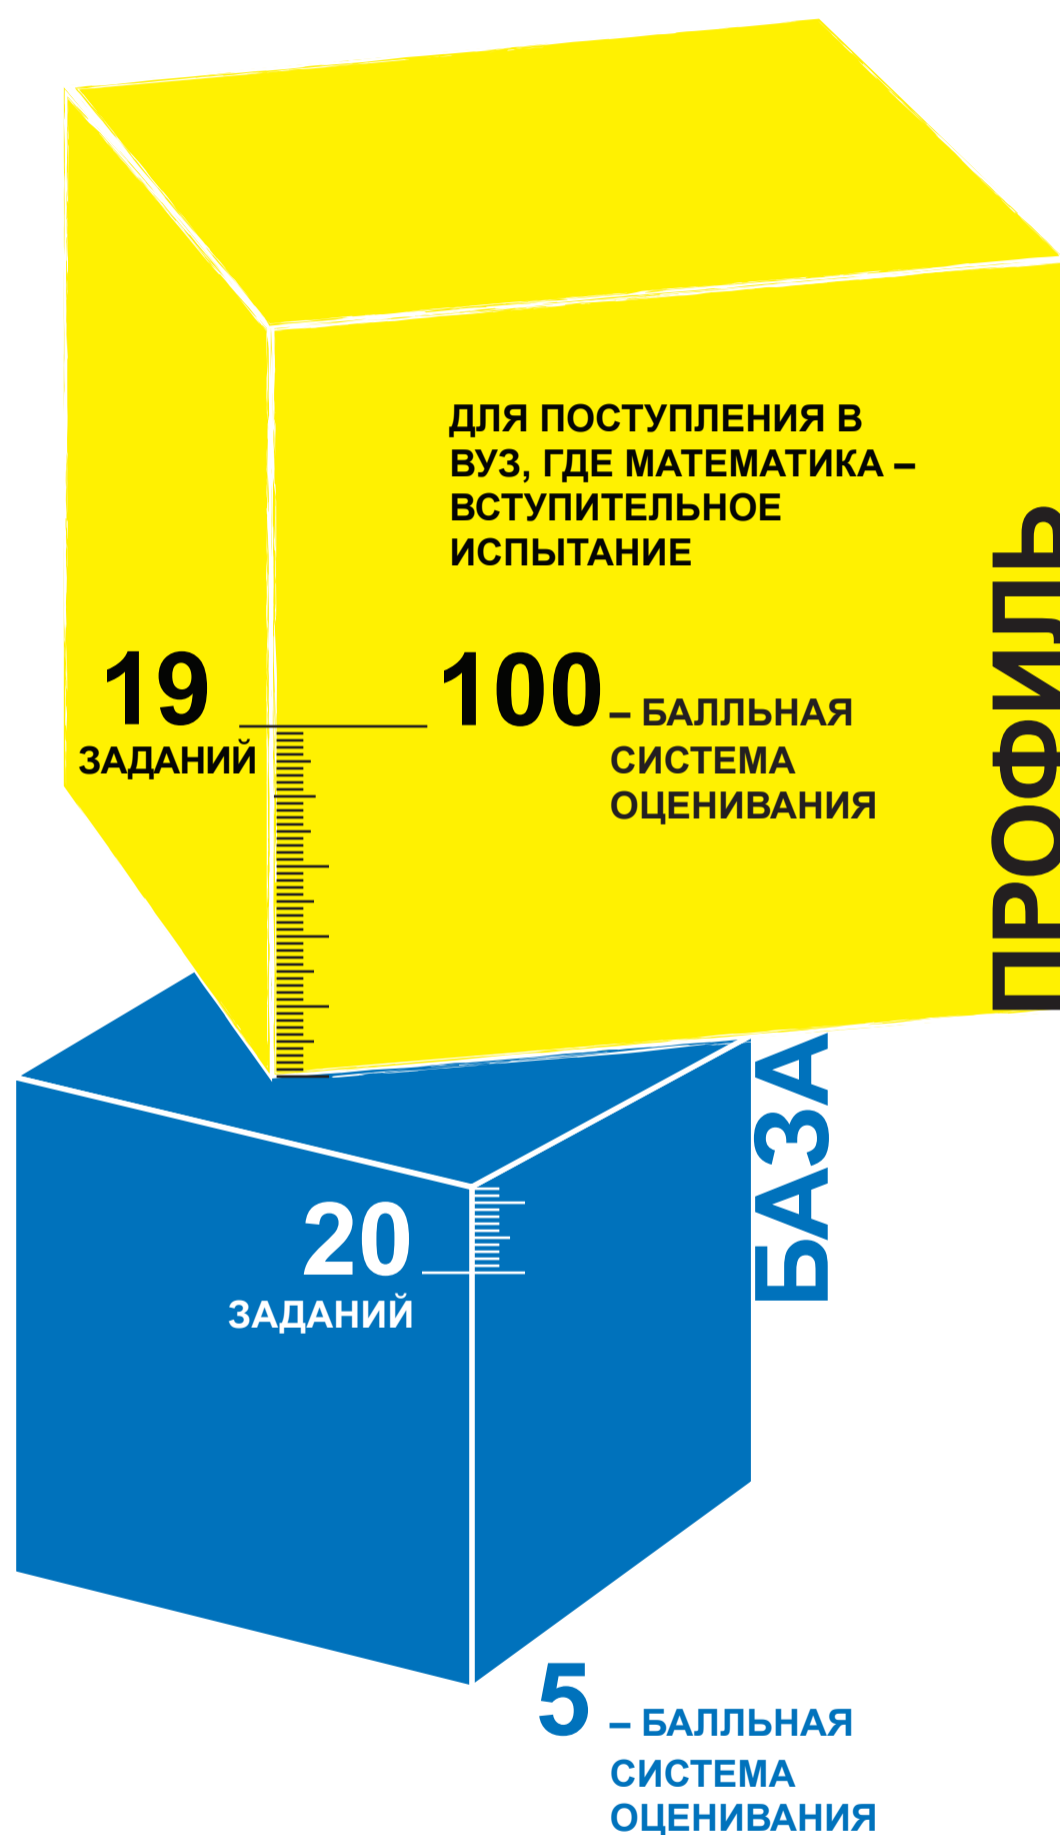 ДЛЯ ПОСТУПЛЕНИЯ В
ВУЗ, ГДЕ МАТЕМАТИКА –
ВСТУПИТЕЛЬНОЕ
ИСПЫТАНИЕ
19
ЗАДАНИЙ
100 – БАЛЛЬНАЯ
СИСТЕМА
ОЦЕНИВАНИЯ
ПРОФИЛЬ
БАЗА
20
ЗАДАНИЙ
5 – БАЛЛЬНАЯ
СИСТЕМА
ОЦЕНИВАНИЯ